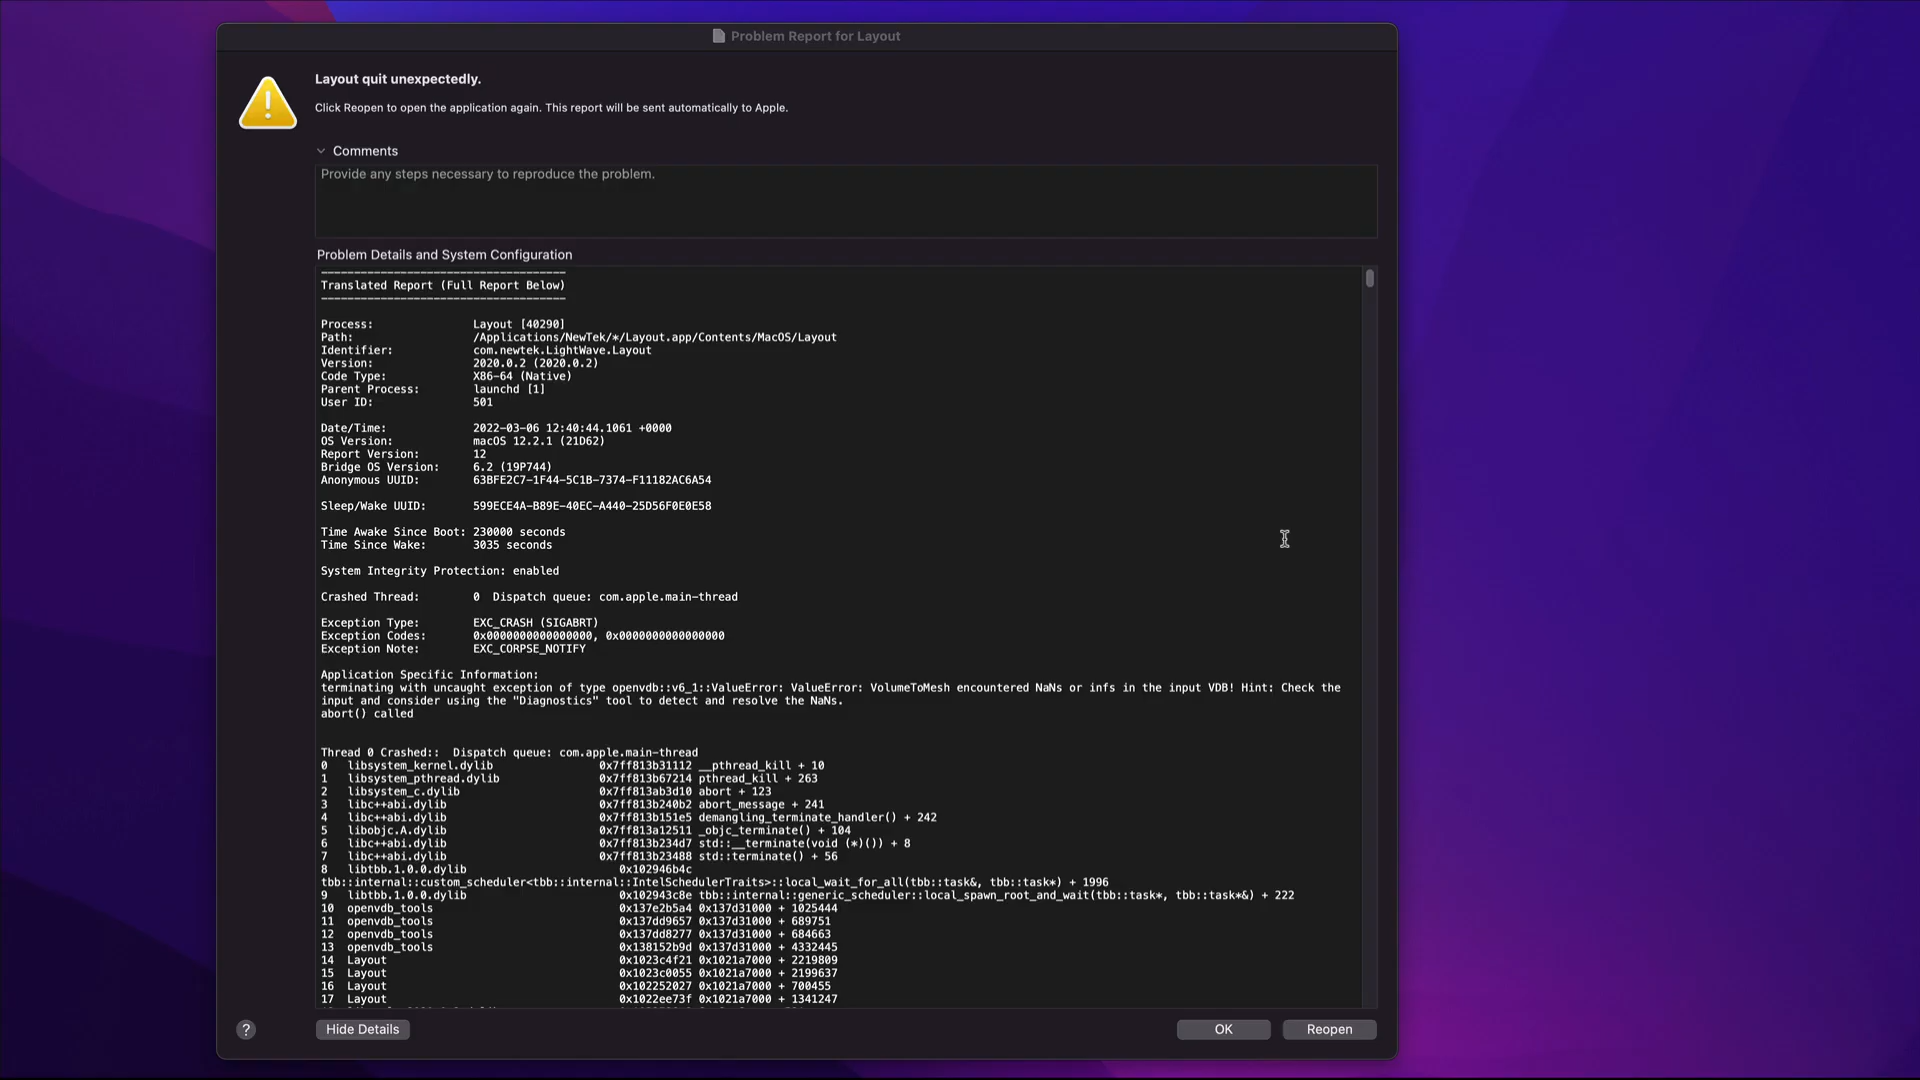 Problem Report for Layout
Layout quit unexpectedly.
Click Reopen to open the application again. This report will be sent automatically to Apple.
Comments
Provide any steps necessary to reproduce the problem.
Problem Details and System Configuration
-------------------------------------
Translated Report (Full Report Below)
-------------------------------------
Process: Layout [40290]
Path: /Applications/NewTek/*/Layout.app/Contents/MacOS/Layout
Identifier: com.newtek.LightWave.Layout
Version: 2020.0.2 (2020.0.2)
Code Type: X86-64 (Native)
Parent Process: launchd [1]
User ID: 501
Date/Time: 2022-03-06 12:40:44.1061 +0000
OS Version: macOS 12.2.1 (21D62)
Report Version: 12
Bridge OS Version: 6.2 (19P744)
Anonymous UUID: 63BFE2C7-1F44-5C1B-7374-F11182AC6A54
Sleep/Wake UUID: 599ECE4A-B89E-40EC-A440-25D56F0E0E58
Time Awake Since Boot: 230000 seconds
Time Since Wake: 3035 seconds
System Integrity Protection: enabled
Crashed Thread: 0 Dispatch queue: com.apple.main-thread
Exception Type: EXC_CRASH (SIGABRT)
Exception Codes: 0x0000000000000000, 0x0000000000000000
Exception Note: EXC_CORPSE_NOTIFY
Application Specific Information:
terminating with uncaught exception of type openvdb::v6_1::ValueError: ValueError: VolumeToMesh encountered NaNs or infs in the input VDB! Hint: Check the
input and consider using the "Diagnostics" tool to detect and resolve the NaNs.
abort() called
Thread 0 Crashed:: Dispatch queue: com.apple.main-thread
0 libsystem_kernel.dylib 0x7ff813b31112 __pthread_kill + 10
1 libsystem_pthread.dylib 0x7ff813b67214 pthread_kill + 263
2 libsystem_c.dylib 0x7ff813ab3d10 abort + 123
3 libc++abi.dylib 0x7ff813b240b2 abort_message + 241
4 libc++abi.dylib 0x7ff813b151e5 demangling_terminate_handler() + 242
5 libobjc.A.dylib 0x7ff813a12511 _objc_terminate() + 104
6 libc++abi.dylib 0x7ff813b234d7 std::__terminate(void (*)()) + 8
7 libc++abi.dylib 0x7ff813b23488 std::terminate() + 56
8 libtbb.1.0.0.dylib 0x102946b4c
tbb::internal::custom_scheduler<tbb::internal::IntelSchedulerTraits>::local_wait_for_all(tbb::task&, tbb::task*) + 1996
9 libtbb.1.0.0.dylib 0x102943c8e tbb::internal::generic_scheduler::local_spawn_root_and_wait(tbb::task*, tbb::task*&) + 222
10 openvdb_tools 0x137e2b5a4 0x137d31000 + 1025444
11 openvdb_tools 0x137dd9657 0x137d31000 + 689751
12 openvdb_tools 0x137dd8277 0x137d31000 + 684663
13 openvdb_tools 0x138152b9d 0x137d31000 + 4332445
14 Layout 0x1023c4f21 0x1021a7000 + 2219809
15 Layout 0x1023c0055 0x1021a7000 + 2199637
16 Layout 0x102252027 0x1021a7000 + 700455
17 Layout 0x1022ee73f 0x1021a7000 + 1341247
?
Hide Details
OK
Reopen